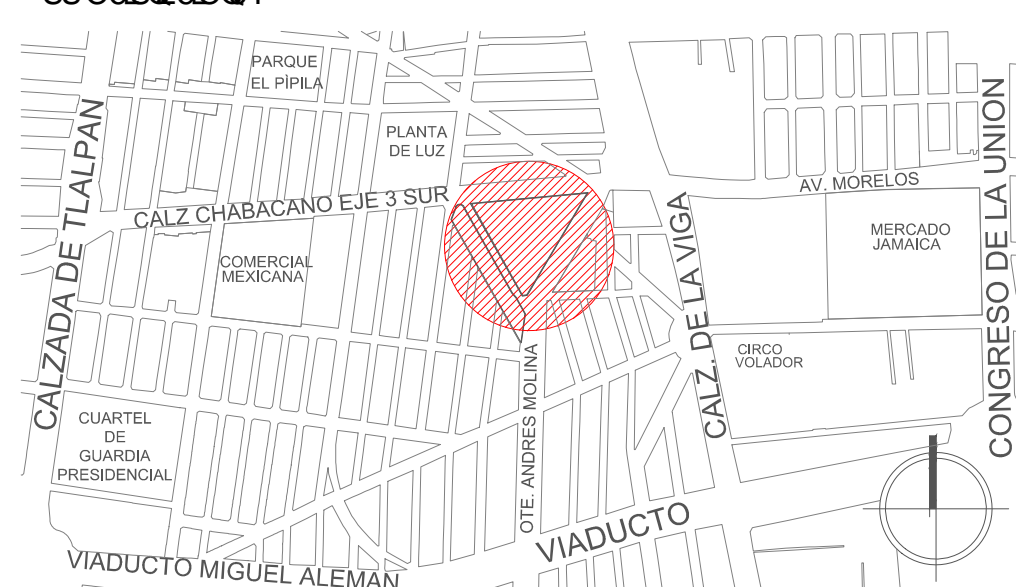 PARQUE
EL PÌPILA
PLANTA
DE LUZ
CALZADA DE TLALPAN
CALZ CHABACANO EJE 3 SUR
AV. MORELOS
CONGRESO DE LA UNION
MERCADO
JAMAICA
COMERCIAL
MEXICANA
CALZ. DE LA VIGA
CIRCO
VOLADOR
OTE. ANDRES MOLINA
CUARTEL
DE
GUARDIA
PRESIDENCIAL
VIADUCTO
VIADUCTO MIGUEL ALEMAN